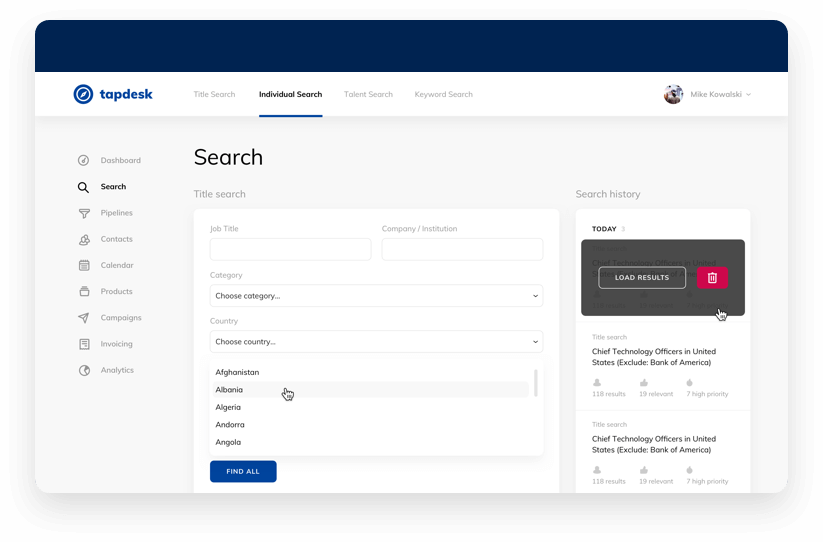 tapdesk
Title Search
Individual Search
Talent Search
Keyword Search
Mike Kowalski
Dashboard
Search
Pipelines
Contacts
Calendar
Products
Campaigns
Invoicing
Analytics
Search
Title search
Job Title
Company / Institution
Category
Choose category...
Country
Choose country...
Afghanistan
Albania
Algeria
Andorra
Angola
FIND ALL
Search history
TODAY 3
Chief Technology Officers in United
LOAD RESULTS
Title search
Chief Technology Officers in United
States (Exclude: Bank of America)
118 results
19 relevant
7 high priority
Title search
Chief Technology Officers in United
States (Exclude: Bank of America)
118 results
19 relevant
7 high priority